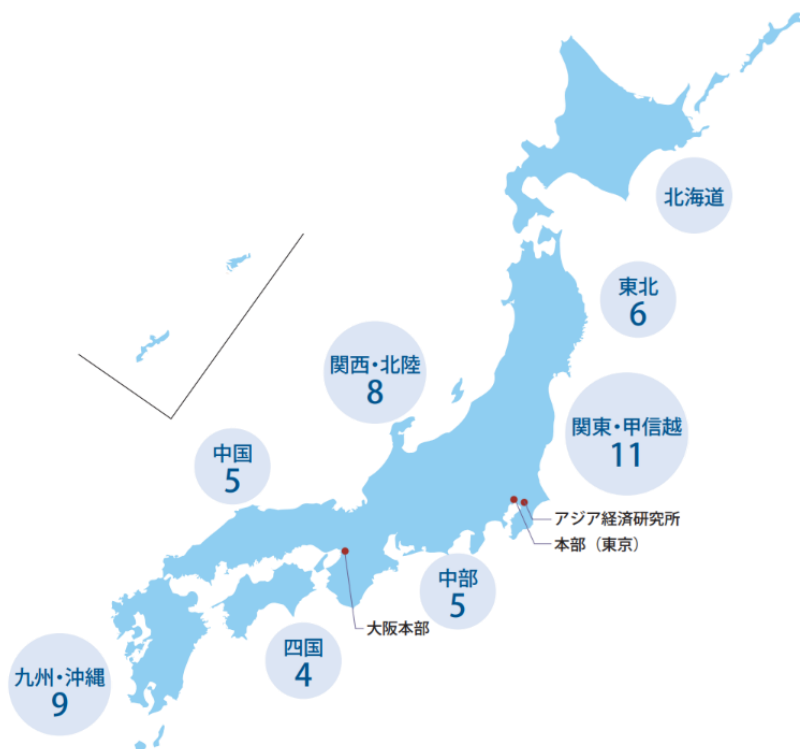 北海道
東北
6
関西・北陸
8
関東・甲信越
11
中国
5
アジア経済研究所
本部（東京）
中部
5
大阪本部
四国
4
九州・沖縄
9